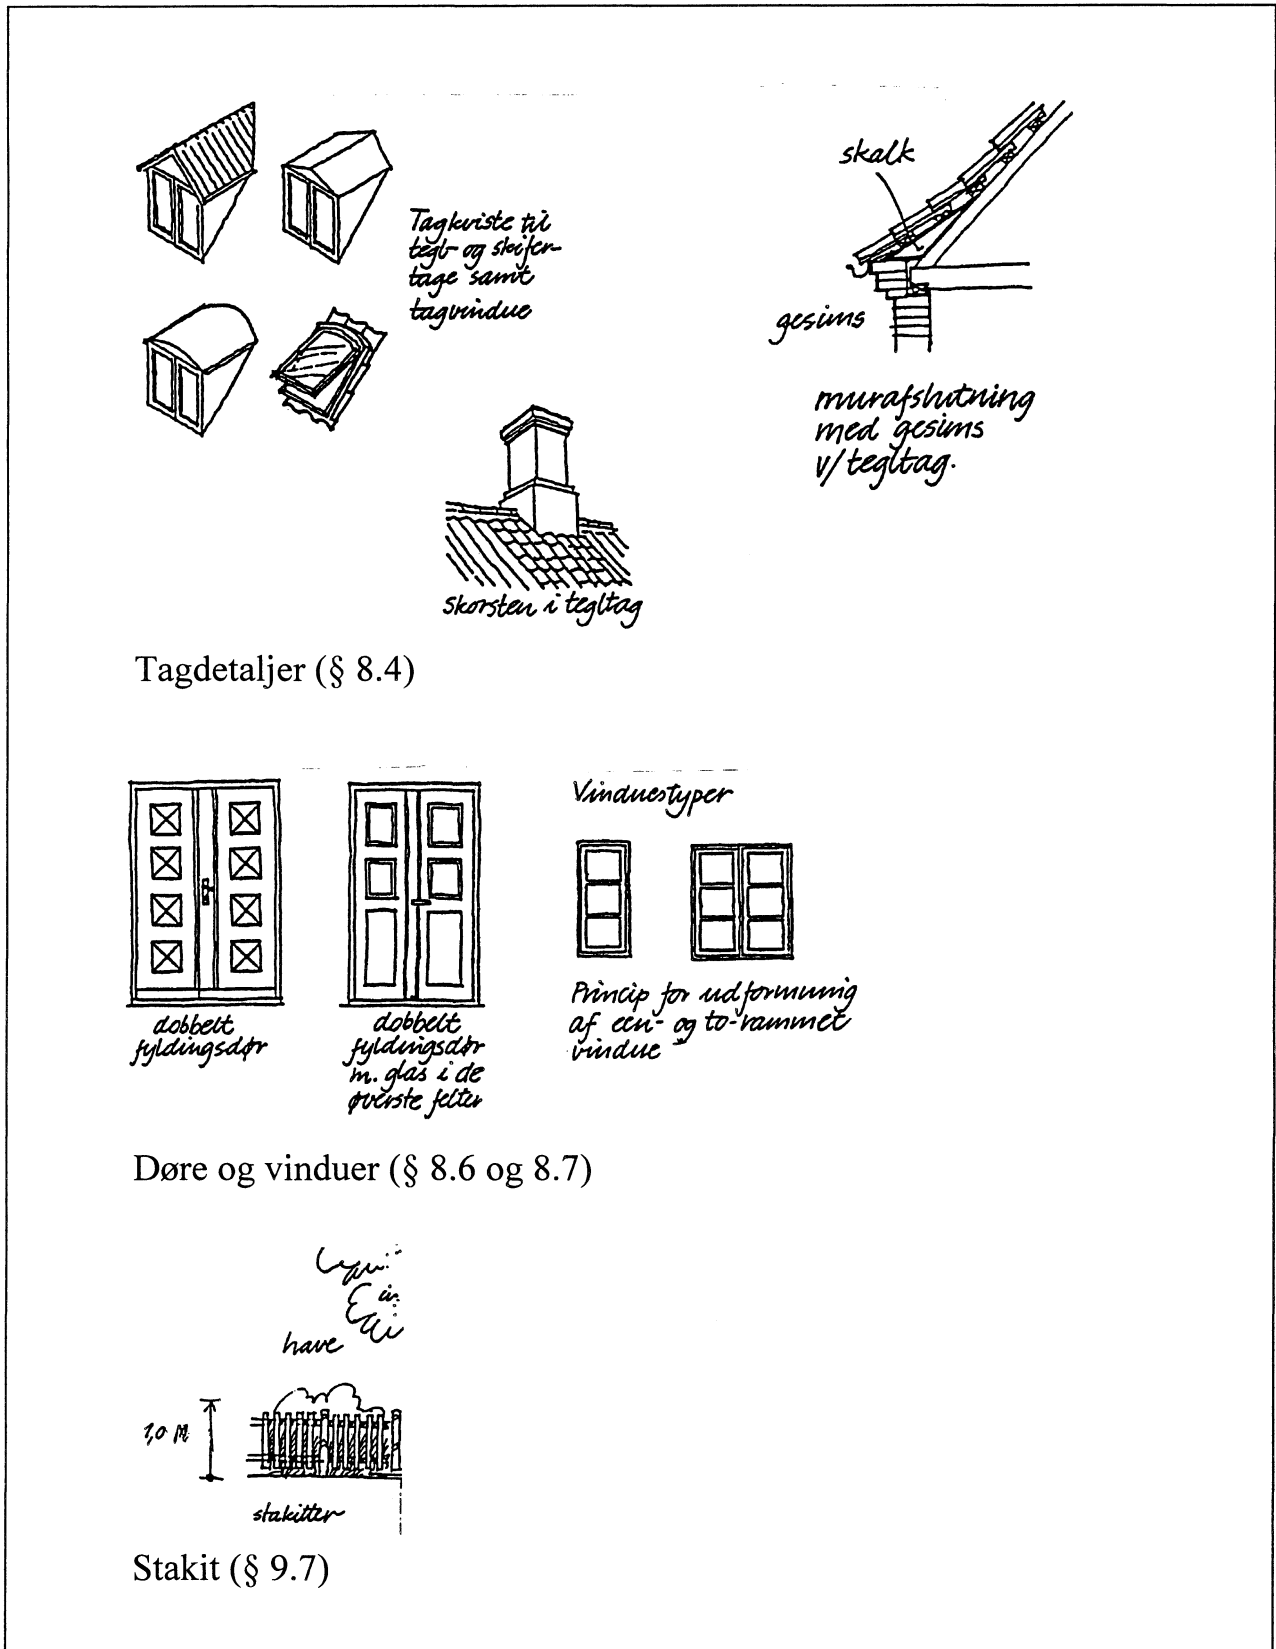 Tagkviste til
tegl- og skifer-
tage samt
tagvindue
skalk
gesims
murafslutning
med gesims
v/tegltag.
skorsten i tegltag
Tagdetaljer (§ 8.4)
dobbelt
fyldingsdør
dobbelt
fyldingsdør
m. glas i de
øverste felter
Vinduestyper
Princip for udformning
af een- og to-rammet
vindue
Døre og vinduer (§ 8.6 og 8.7)
have
1,0 M
stakitter
Stakit (§ 9.7)